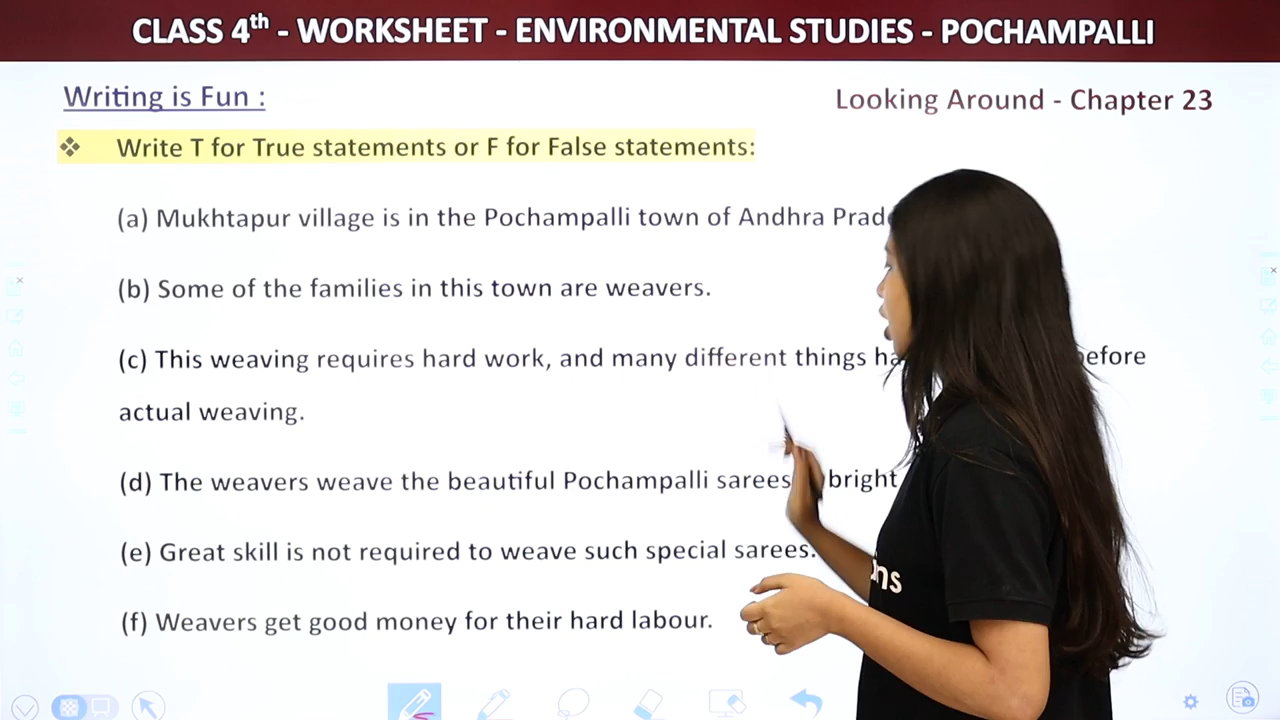 CLASS 4th - WORKSHEET - ENVIRONMENTAL STUDIES - POCHAMPALLI
Writing is Fun :
Looking Around - Chapter 23
❖ Write T for True statements or F for False statements:
(a) Mukhtapur village is in the Pochampalli town of Andhra
(b) Some of the families in this town are weavers.
(c) This weaving requires hard work, and many different things
actual weaving.
(d) The weavers weave the beautiful Pochampalli sarees bright
(e) Great skill is not required to weave such special sarees.
(f) Weavers get good money for their hard labour.